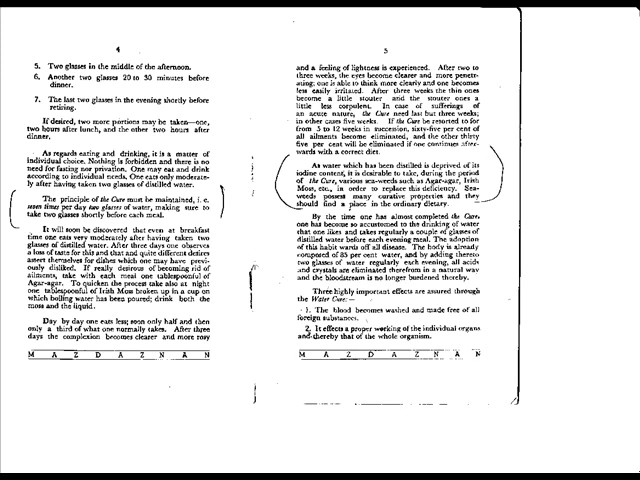 4
5. Two glasses in the middle of the afternoon.
6. Another two glasses 20 to 30 minutes before
dinner.
7. The last two glasses in the evening shortly before
retiring.
If desired, two more portions may be taken—one,
two hours after lunch, and the other two hours after
dinner.
As regards eating and drinking, it is a matter of
individual choice. Nothing is forbidden and there is no
need for fasting nor privation. One may eat and drink
according to individual needs. One eats only moderate-
ly after having taken two glasses of distilled water.
The principle of the Cure must be maintained, i. e.
seven times per day two glasses of water, making sure to
take two glasses shortly before each meal.
It will soon be discovered that even at breakfast
time one eats very moderately after having taken two
glasses of distilled water. After three days one observes
a loss of taste for this and that and quite different desires
assert themselves for dishes which one may have previ-
ously disliked. If really desirous of becoming rid of
ailments, take with each meal one tablespoonful of
Agar-agar. To quicken the process take also at night
one tablespoonful of Irish Moss broken up in a cup on
which boiling water has been poured; drink both the
moss and the liquid.
Day by day one eats less; soon only half and then
only a third of what one normally takes. After three
days the complexion becomes clearer and more rosy
M A Z D A Z N A N
5
and a feeling of lightness is experienced. After two to
three weeks, the eyes become clearer and more penetr-
ating; one is able to think more clearly and one becomes
less easily irritated. After three weeks the thin ones
become a little stouter and the stouter ones a
little less corpulent. In case of sufferings of
an acute nature, the Cure need last but three weeks;
in other cases five weeks. If the Cure be resorted to for
from 5 to 12 weeks in succession, sixty-five per cent of
all ailments become eliminated, and the other thirty
five per cent will be eliminated if one continues after-
wards with a correct diet.
As water which has been distilled is deprived of its
iodine content, it is desirable to take, during the period
of the Cure, various sea-weeds such as Agar-agar, Irish
Moss, etc., in order to replace this deficiency. Sea-
weeds possess many curative properties and they
should find a place in the ordinary dietary.
By the time one has almost completed the Cure,
one has become so accustomed to the drinking of water
that one likes and takes regularly a couple of glasses of
distilled water before each evening meal. The adoption
of this habit wards off all disease. The body is already
composed of 85 per cent water, and by adding thereto
two glasses of water regularly each evening, all acids
and crystals are eliminated therefrom in a natural way
and the bloodstream is no longer burdened thereby.
Three highly important effects are assured through
the Water Cure:—
1. The blood becomes washed and made free of all
foreign substances.
2. It effects a proper working of the individual organs
and thereby that of the whole organism.
M A Z D A Z N A N